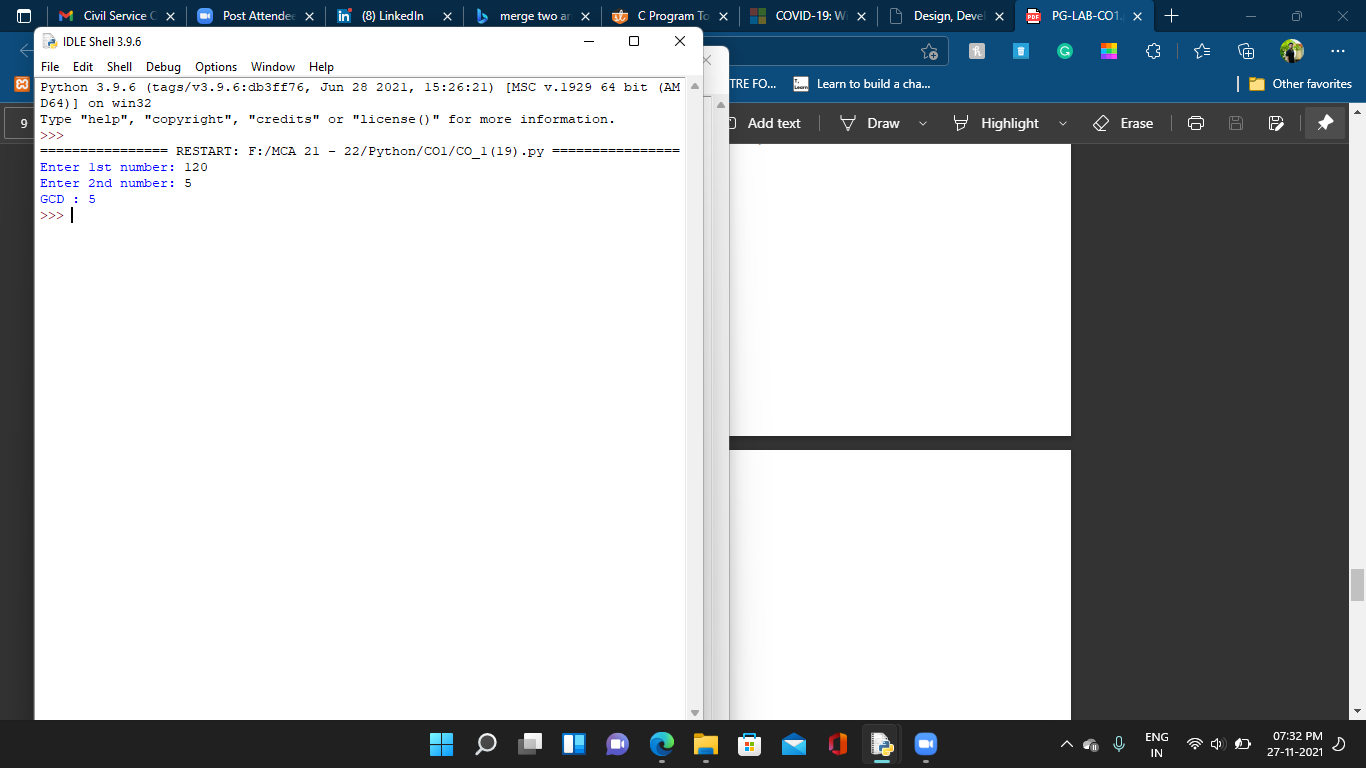 Civil Service C
Post Attendee
(8) LinkedIn
merge two ar
C Program To
COVID-19: W
Design, Devel
PG-LAB-CO1.
IDLE Shell 3.9.6
File Edit Shell Debug Options Window Help
Python 3.9.6 (tags/v3.9.6:db3ff76, Jun 28 2021, 15:26:21) [MSC v.1929 64 bit (AM
D64)] on win32
Type "help", "copyright", "credits" or "license()" for more information.
>>>
================ RESTART: F:/MCA 21 - 22/Python/CO1/CO_1(19).py ================
Enter 1st number: 120
Enter 2nd number: 5
GCD : 5
>>>
TRE FO...
Learn to build a cha...
Other favorites
9
Add text
Draw
Highlight
Erase
ENG
IN
07:32 PM
27-11-2021